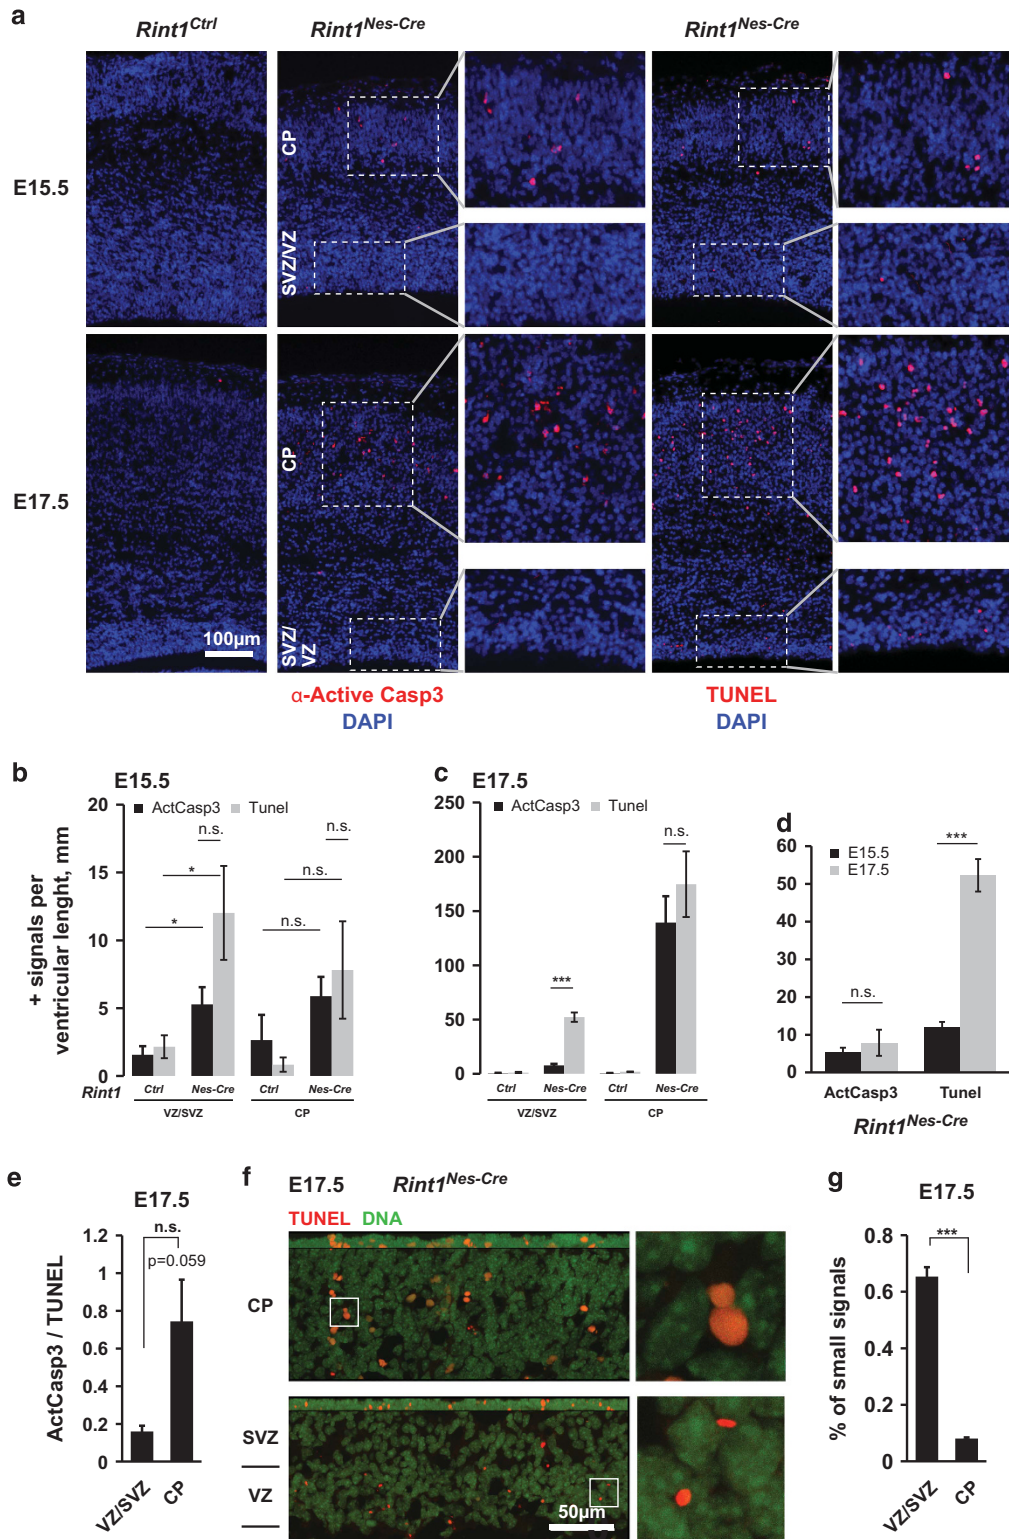 a
Rint1Ctrl
Rint1Nes-Cre
Rint1Nes-Cre
E15.5
CP
SVZ/VZ
E17.5
CP
SVZ/
VZ
100µm
α-Active Casp3
DAPI
TUNEL
DAPI
b
E15.5
+ signals per
ventricular lenght, mm
20
15
10
5
0
ActCasp3
Tunel
n.s.
*
*
n.s.
n.s.
n.s.
Rint1
Ctrl
Nes-Cre
Ctrl
Nes-Cre
VZ/SVZ
CP
c
E17.5
250
200
150
100
50
0
ActCasp3
Tunel
***
n.s.
Ctrl
Nes-Cre
Ctrl
Nes-Cre
VZ/SVZ
CP
d
60
50
40
30
20
10
0
E15.5
E17.5
n.s.
***
ActCasp3
Tunel
Rint1Nes-Cre
e
E17.5
ActCasp3 / TUNEL
1.2
1
0.8
0.6
0.4
0.2
0
n.s.
p=0.059
VZ/SVZ
CP
f
E17.5
Rint1Nes-Cre
TUNEL DNA
CP
SVZ
VZ
50µm
g
E17.5
% of small signals
0.8
0.6
0.4
0.2
0
***
VZ/SVZ
CP